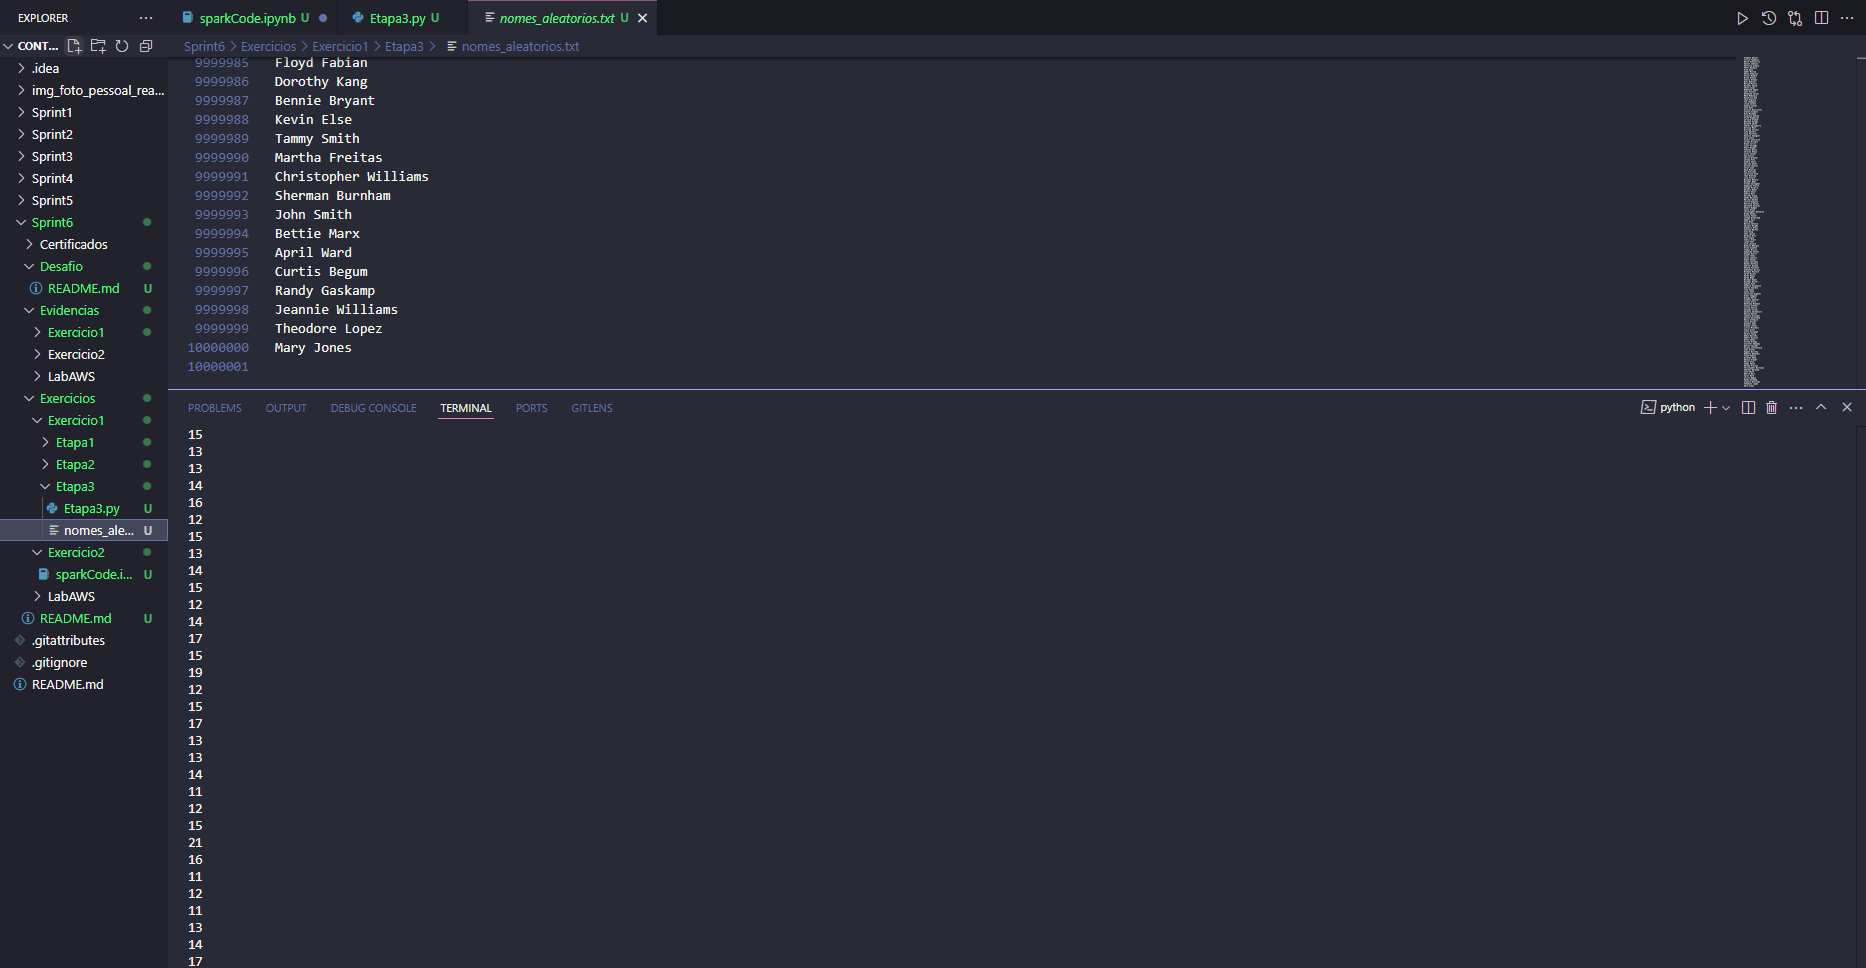 EXPLORER
sparkCode.ipynb U
Etapa3.py U
nomes_aleatorios.txt U
CONT...
Sprint6 > Exercicios > Exercicio1 > Etapa3 > nomes_aleatorios.txt
.idea
img_foto_pessoal_rea...
Sprint1
Sprint2
Sprint3
Sprint4
Sprint5
Sprint6
Certificados
Desafio
README.md U
Evidencias
Exercicio1
Exercicio2
LabAWS
Exercicios
Exercicio1
Etapa1
Etapa2
Etapa3
Etapa3.py U
nomes_ale... U
Exercicio2
sparkCode.i... U
LabAWS
README.md U
.gitattributes
.gitignore
README.md
9999985 Floyd Fabian
9999986 Dorothy Kang
9999987 Bennie Bryant
9999988 Kevin Else
9999989 Tammy Smith
9999990 Martha Freitas
9999991 Christopher Williams
9999992 Sherman Burnham
9999993 John Smith
9999994 Bettie Marx
9999995 April Ward
9999996 Curtis Begum
9999997 Randy Gaskamp
9999998 Jeannie Williams
9999999 Theodore Lopez
10000000 Mary Jones
10000001
PROBLEMS OUTPUT DEBUG CONSOLE TERMINAL PORTS GITLENS
python
15
13
13
14
16
12
15
13
14
15
12
14
17
15
19
12
15
17
13
13
14
11
12
15
21
16
11
12
11
13
14
17